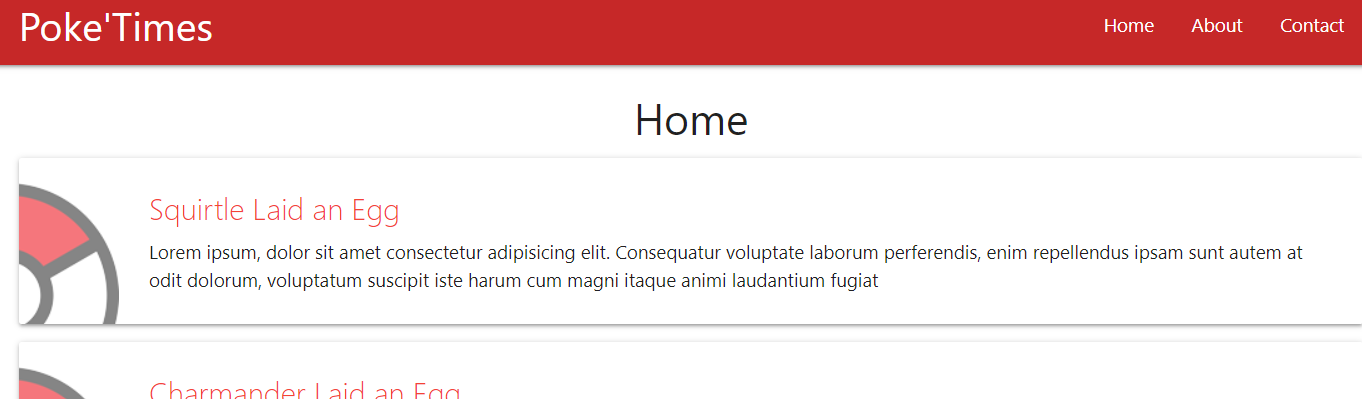 Poke'Times
Home About Contact
Home
Squirtle Laid an Egg
Lorem ipsum, dolor sit amet consectetur adipisicing elit. Consequatur voluptate laborum perferendis, enim repellendus ipsam sunt autem at
odit dolorum, voluptatum suscipit iste harum cum magni itaque animi laudantium fugiat
Charmander Laid an Egg